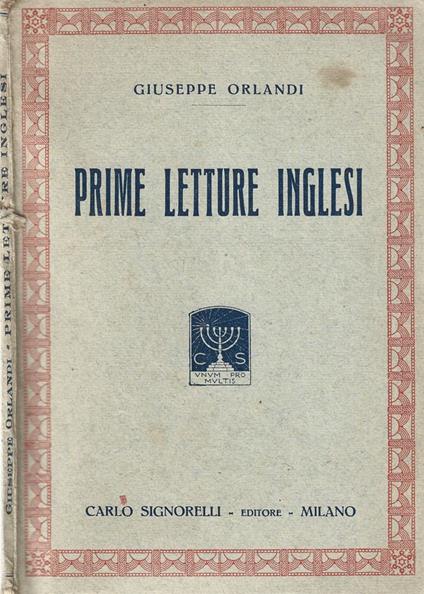 GIUSEPPE ORLANDI
PRIME LETTURE INGLESI
C S
VNVM PRO
MVLTIS
CARLO SIGNORELLI - EDITORE - MILANO
GIUSEPPE ORLANDI - PRIME LETTURE INGLESI